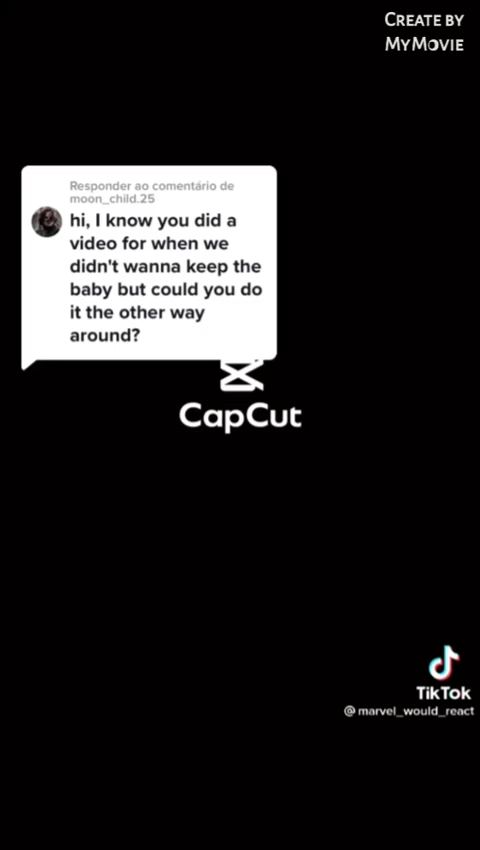 CREATE BY
MYMOVIE
Responder ao comentário de
moon_child.25
hi, I know you did a
video for when we
didn't wanna keep the
baby but could you do
it the other way
around?
CapCut
TikTok
@marvel_would_react